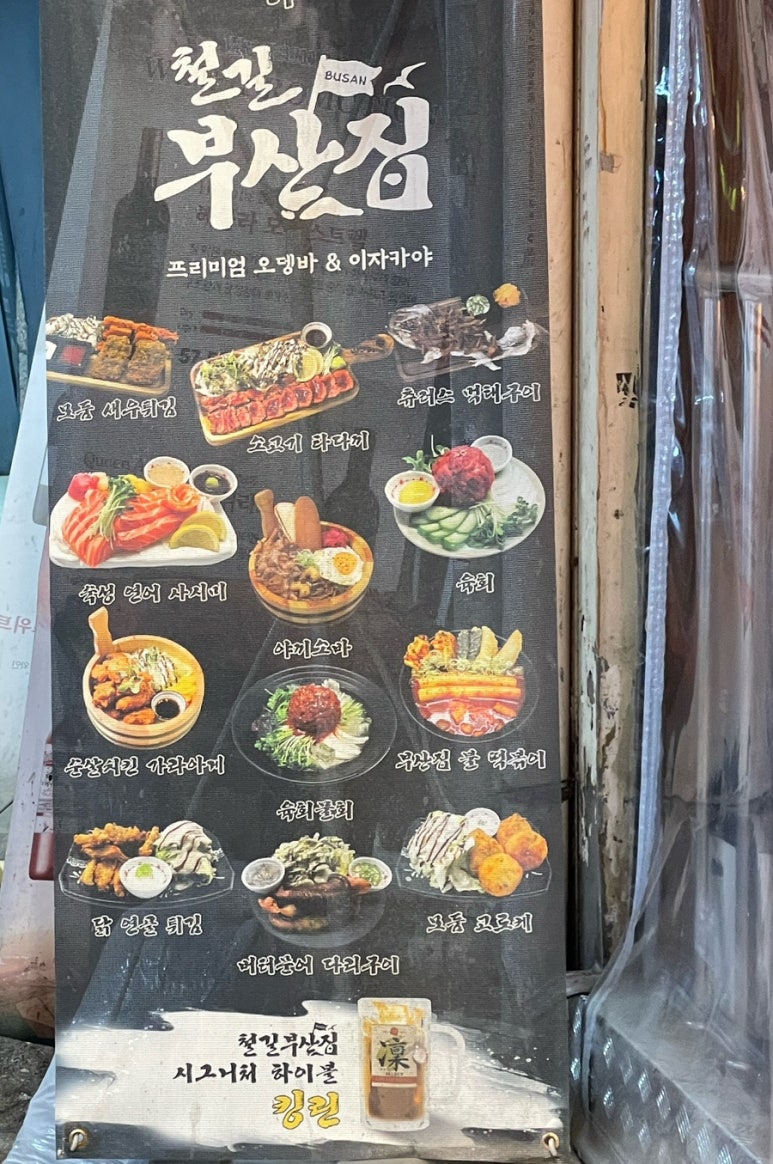 철길
BUSAN
부산집
프리미엄 오뎅바 & 이자카야
모둠 새우튀김
소고기 타다끼
츄러스 먹태구이
숙성 연어 사시미
야끼소바
육회
순살치킨 가라아게
육회물회
부산집 불 떡볶이
닭 연골 튀김
버터문어 다리구이
모둠 고로케
철길부산집
시그니처 하이볼
킹린
凜